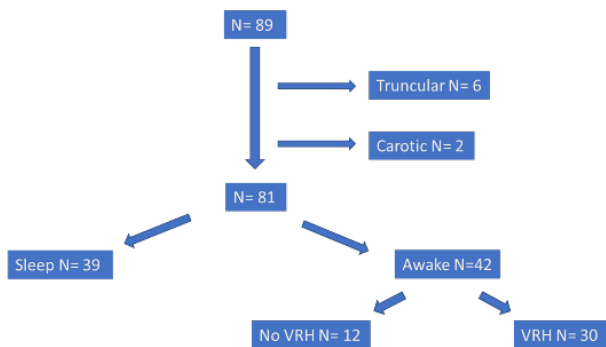 N= 89
Truncular N= 6
Carotic N= 2
N= 81
Sleep N= 39
Awake N=42
No VRH N= 12
VRH N= 30